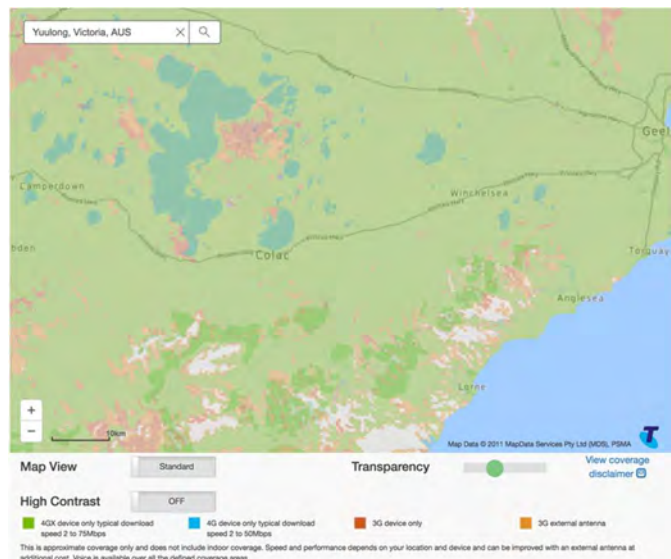 Yuulong, Victoria, AUS
Geel
Camperdown
Winchelsea
bden
Colac
Torquay
Anglesea
Lorne
10km
Map Data © 2011 MapData Services Pty Ltd (MDS), PSMA
Map View
Standard
Transparency
View coverage
disclaimer
High Contrast
OFF
4GX device only typical download
speed 2 to 75Mbps
4G device only typical download
speed 2 to 50Mbps
3G device only
3G external antenna
This is approximate coverage only and does not include indoor coverage. Speed and performance depends on your location and device and can be improved with an external antenna at
additional cost. Voice is available over all the defined coverage areas.